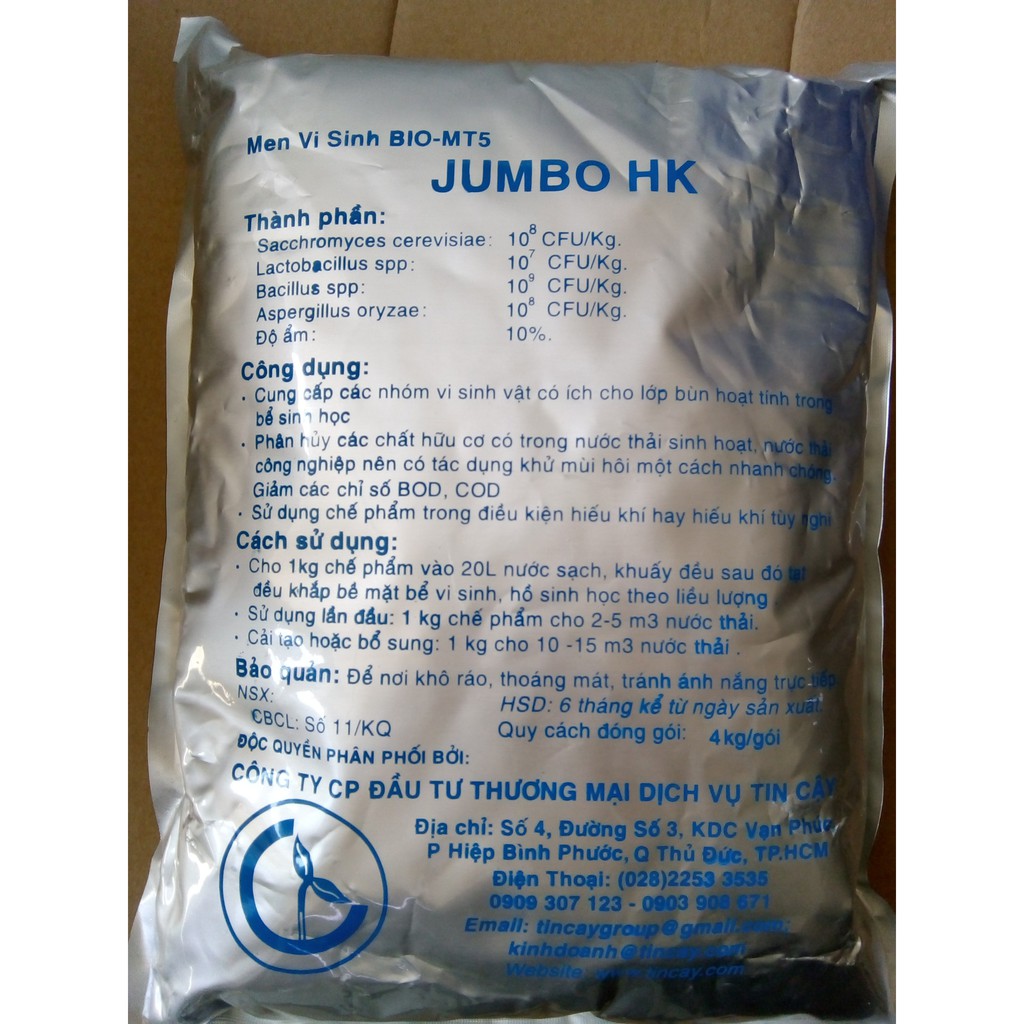 Men Vi Sinh BIO-MT5
JUMBO HK
Thành phần:
Sacchromyces cerevisiae: 10⁸ CFU/Kg.
Lactobacillus spp: 10⁷ CFU/Kg.
Bacillus spp: 10⁹ CFU/Kg.
Aspergillus oryzae: 10⁸ CFU/Kg.
Độ ẩm: 10%.
Công dụng:
· Cung cấp các nhóm vi sinh vật có ích cho lớp bùn hoạt tính trong
bể sinh học
· Phân hủy các chất hữu cơ có trong nước thải sinh hoạt, nước thải
công nghiệp nên có tác dụng khử mùi hôi một cách nhanh chóng.
Giảm các chỉ số BOD, COD
· Sử dụng chế phẩm trong điều kiện hiếu khí hay hiếu khí tùy nghi
Cách sử dụng:
· Cho 1kg chế phẩm vào 20L nước sạch, khuấy đều sau đó tạt
đều khắp bề mặt bể vi sinh, hồ sinh học theo liều lượng
· Sử dụng lần đầu: 1 kg chế phẩm cho 2-5 m3 nước thải.
· Cải tạo hoặc bổ sung: 1 kg cho 10 -15 m3 nước thải .
Bảo quản: Để nơi khô ráo, thoáng mát, tránh ánh nắng trực tiếp.
NSX: HSD: 6 tháng kể từ ngày sản xuất.
CBCL: Số 11/KQ Quy cách đóng gói: 4kg/gói
ĐỘC QUYỀN PHÂN PHỐI BỞI:
CÔNG TY CP ĐẦU TƯ THƯƠNG MẠI DỊCH VỤ TIN CẬY
Địa chỉ: Số 4, Đường Số 3, KDC Vạn Phúc,
P Hiệp Bình Phước, Q Thủ Đức, TP.HCM
Điện Thoại: (028)2253 3535
0909 307 123 - 0903 908 671
Email: tincaygroup@gmail.com;
kinhdoanh@tincay.com
Website: www.tincay.com